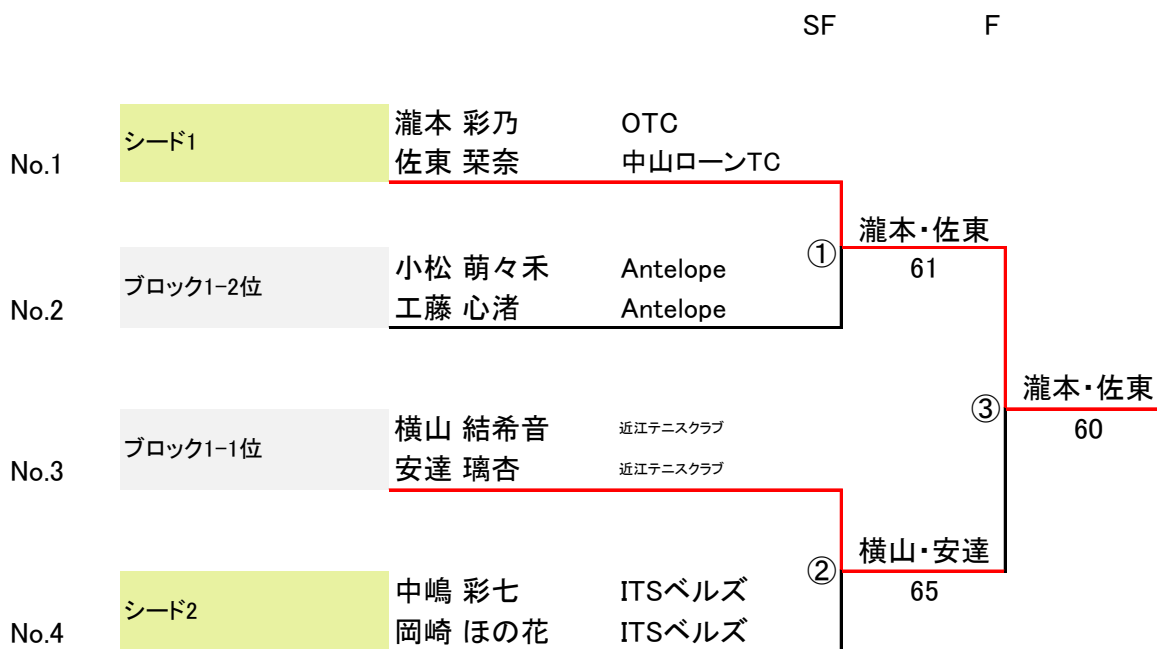 SF F
シード1 瀧本 彩乃 OTC
No.1 佐東 栞奈 中山ローンTC
瀧本・佐東
① 61
ブロック1-2位 小松 萌々禾 Antelope
No.2 工藤 心渚 Antelope
瀧本・佐東
③ 60
ブロック1-1位 横山 結希音 近江テニスクラブ
No.3 安達 璃杏 近江テニスクラブ
横山・安達
② 65
シード2 中嶋 彩七 ITSベルズ
No.4 岡崎 ほの花 ITSベルズ